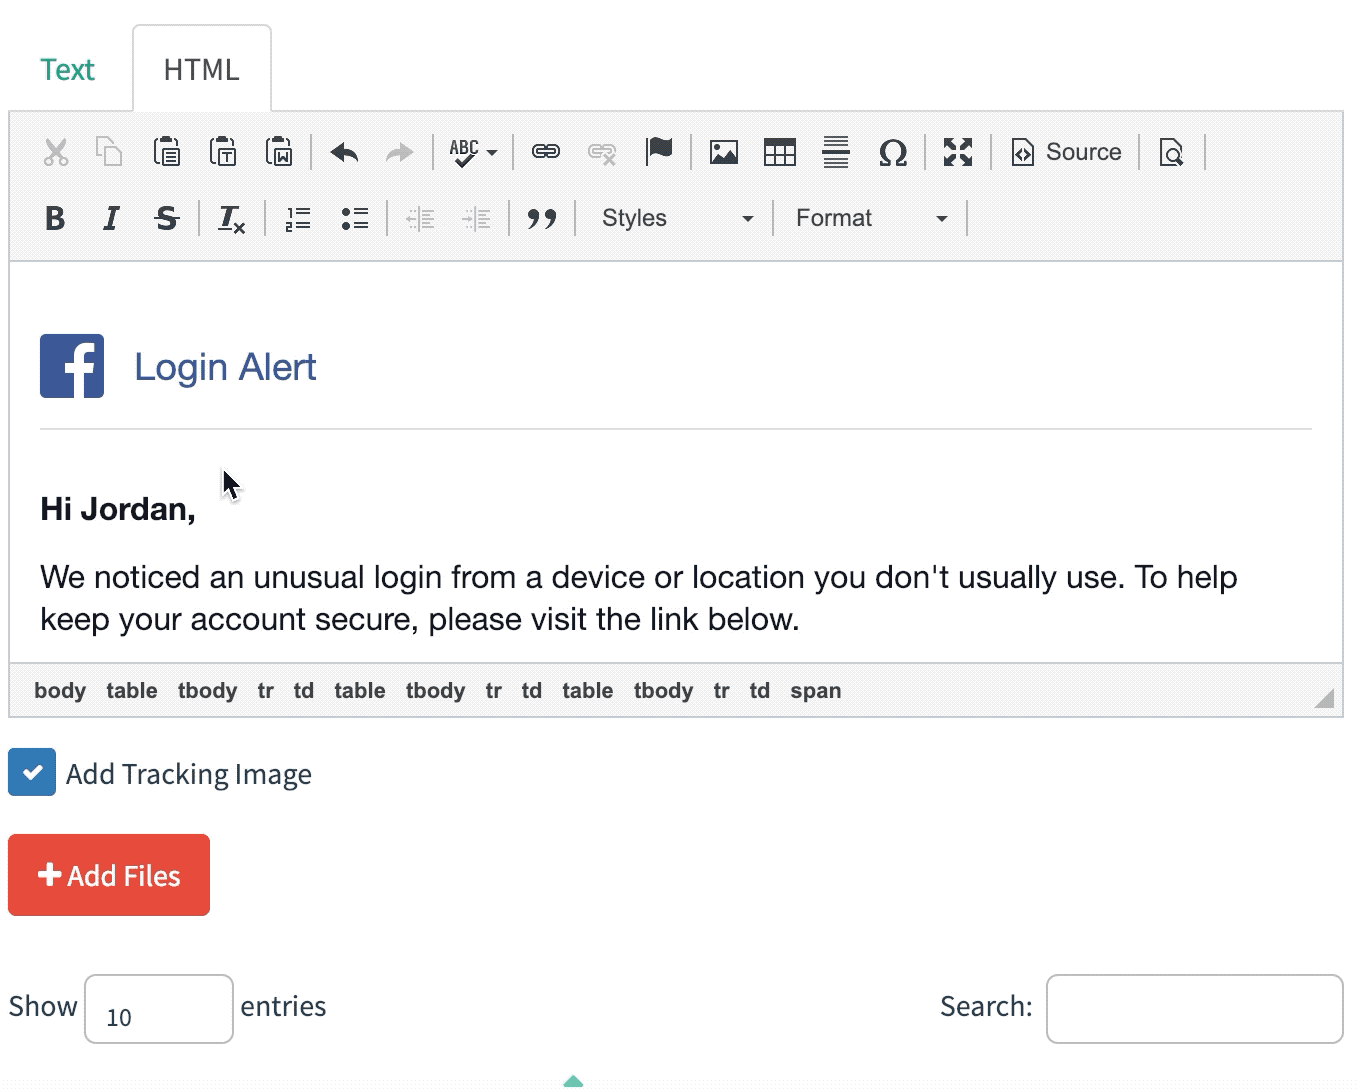 Text HTML
ABC Source
B I S Styles Format
Login Alert
Hi Jordan,
We noticed an unusual login from a device or location you don't usually use. To help
keep your account secure, please visit the link below.
body table tbody tr td table tbody tr td table tbody tr td span
Add Tracking Image
Add Files
Show 10 entries Search: